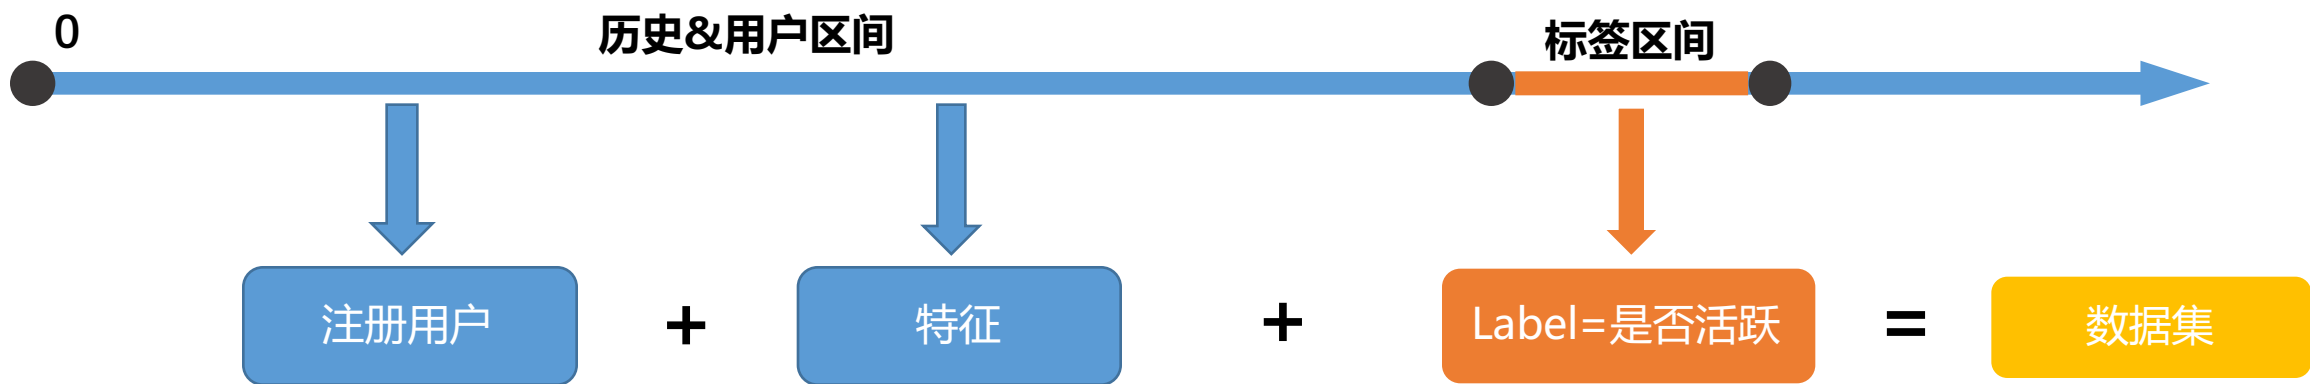 0
历史&用户区间
标签区间
注册用户
+
特征
+
Label=是否活跃
=
数据集